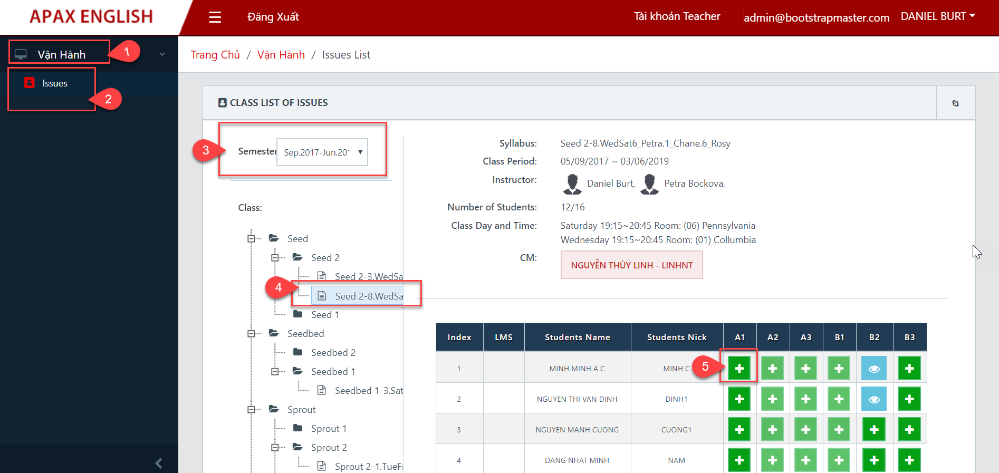 APAX ENGLISH
Đăng Xuất
Tài khoản Teacher
admin@bootstrapmaster.com
DANIEL BURT
Vận Hành
1
Issues
2
Trang Chủ / Vận Hành / Issues List
CLASS LIST OF ISSUES
3
Semester
Sep.2017-Jun.201
Class:
Seed
Seed 2
Seed 2-3.WedSa
4
Seed 2-8.WedSa
Seed 1
Seedbed
Seedbed 2
Seedbed 1
Seedbed 1-3.Sat
Sprout
Sprout 1
Sprout 2
Sprout 2-1.TueF
Syllabus: Seed 2-8.WedSat6_Petra.1_Chane.6_Rosy
Class Period: 05/09/2017 ~ 03/06/2019
Instructor: Daniel Burt, Petra Bockova,
Number of Students: 12/16
Class Day and Time: Saturday 19:15~20:45 Room: (06) Pennsylvania
Wednesday 19:15~20:45 Room: (01) Collumbia
CM: NGUYỄN THÙY LINH - LINHNT
Index LMS Students Name Students Nick A1 A2 A3 B1 B2 B3
1 MINH MINH A C MINH C
5
2 NGUYEN THI VAN DINH DINH1
3 NGUYEN MANH CUONG CUONG1
4 DANG NHAT MINH NAM